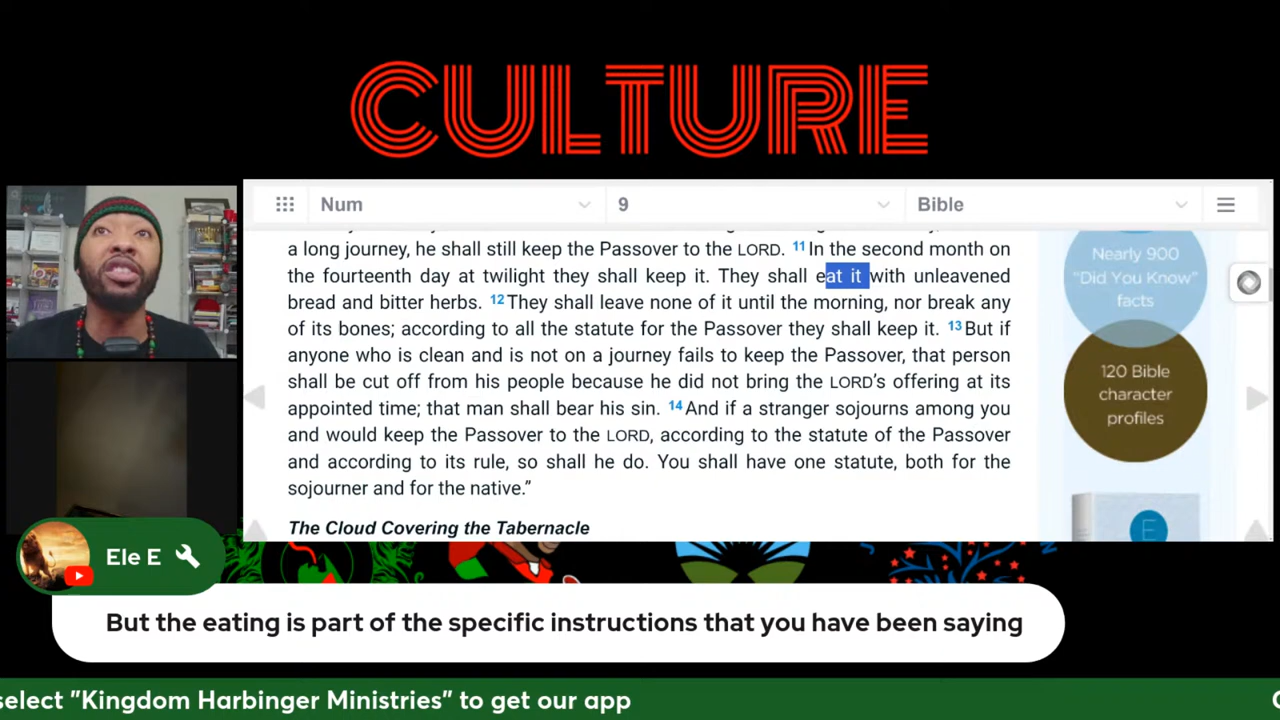 CULTURE
Num
9
Bible
a long journey, he shall still keep the Passover to the LORD. 11 In the second month on
the fourteenth day at twilight they shall keep it. They shall eat it with unleavened
bread and bitter herbs. 12 They shall leave none of it until the morning, nor break any
of its bones; according to all the statute for the Passover they shall keep it. 13 But if
anyone who is clean and is not on a journey fails to keep the Passover, that person
shall be cut off from his people because he did not bring the LORD's offering at its
appointed time; that man shall bear his sin. 14 And if a stranger sojourns among you
and would keep the Passover to the LORD, according to the statute of the Passover
and according to its rule, so shall he do. You shall have one statute, both for the
sojourner and for the native.”
The Cloud Covering the Tabernacle
Nearly 900
"Did You Know"
facts
120 Bible
character
profiles
E
Ele E
But the eating is part of the specific instructions that you have been saying
select "Kingdom Harbinger Ministries" to get our app